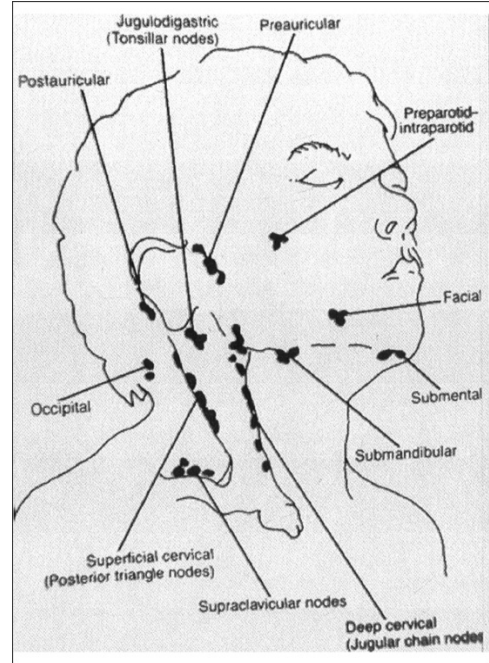 Jugulodigastric
(Tonsillar nodes)
Preauricular
Postauricular
Preparotid-
intraparotid
Facial
Submental
Occipital
Submandibular
Superficial cervical
(Posterior triangle nodes)
Supraclavicular nodes
Deep cervical
(Jugular chain nodes